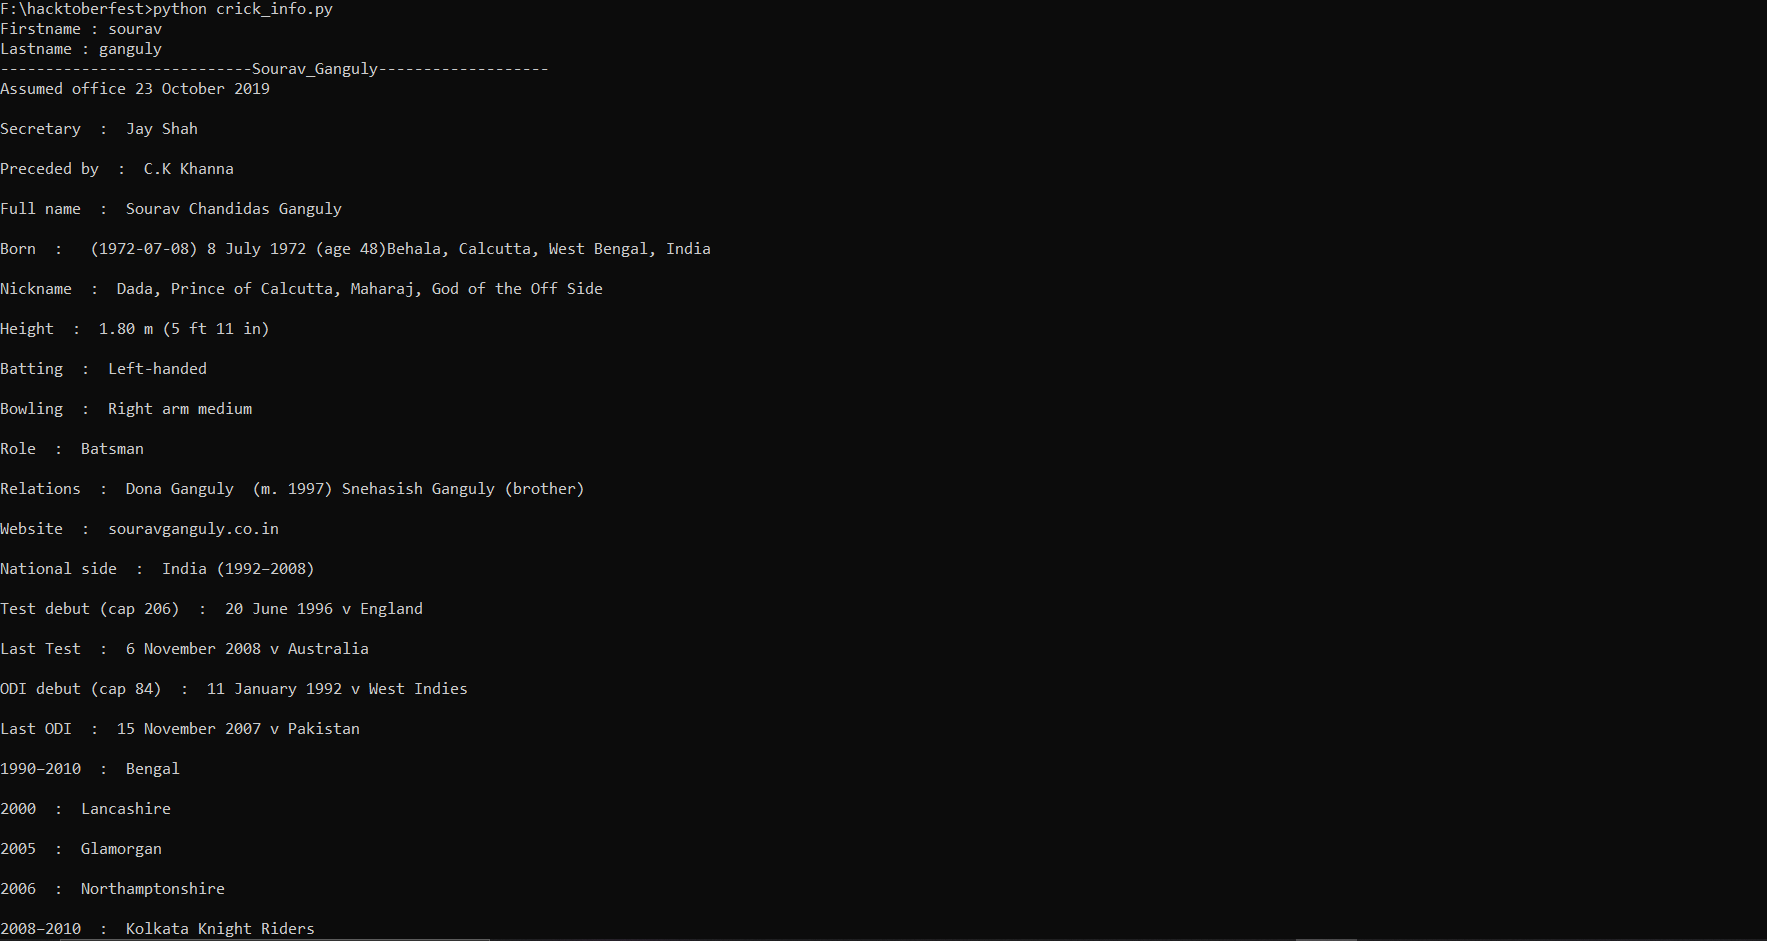 F:\hacktoberfest>python crick_info.py
Firstname : sourav
Lastname : ganguly
----------------------------Sourav_Ganguly-------------------
Assumed office 23 October 2019
Secretary  :  Jay Shah
Preceded by  :  C.K Khanna
Full name  :  Sourav Chandidas Ganguly
Born  :   (1972-07-08) 8 July 1972 (age 48)Behala, Calcutta, West Bengal, India
Nickname  :  Dada, Prince of Calcutta, Maharaj, God of the Off Side
Height  :  1.80 m (5 ft 11 in)
Batting  :  Left-handed
Bowling  :  Right arm medium
Role  :  Batsman
Relations  :  Dona Ganguly  (m. 1997) Snehasish Ganguly (brother)
Website  :  souravganguly.co.in
National side  :  India (1992–2008)
Test debut (cap 206)  :  20 June 1996 v England
Last Test  :  6 November 2008 v Australia
ODI debut (cap 84)  :  11 January 1992 v West Indies
Last ODI  :  15 November 2007 v Pakistan
1990–2010  :  Bengal
2000  :  Lancashire
2005  :  Glamorgan
2006  :  Northamptonshire
2008–2010  :  Kolkata Knight Riders